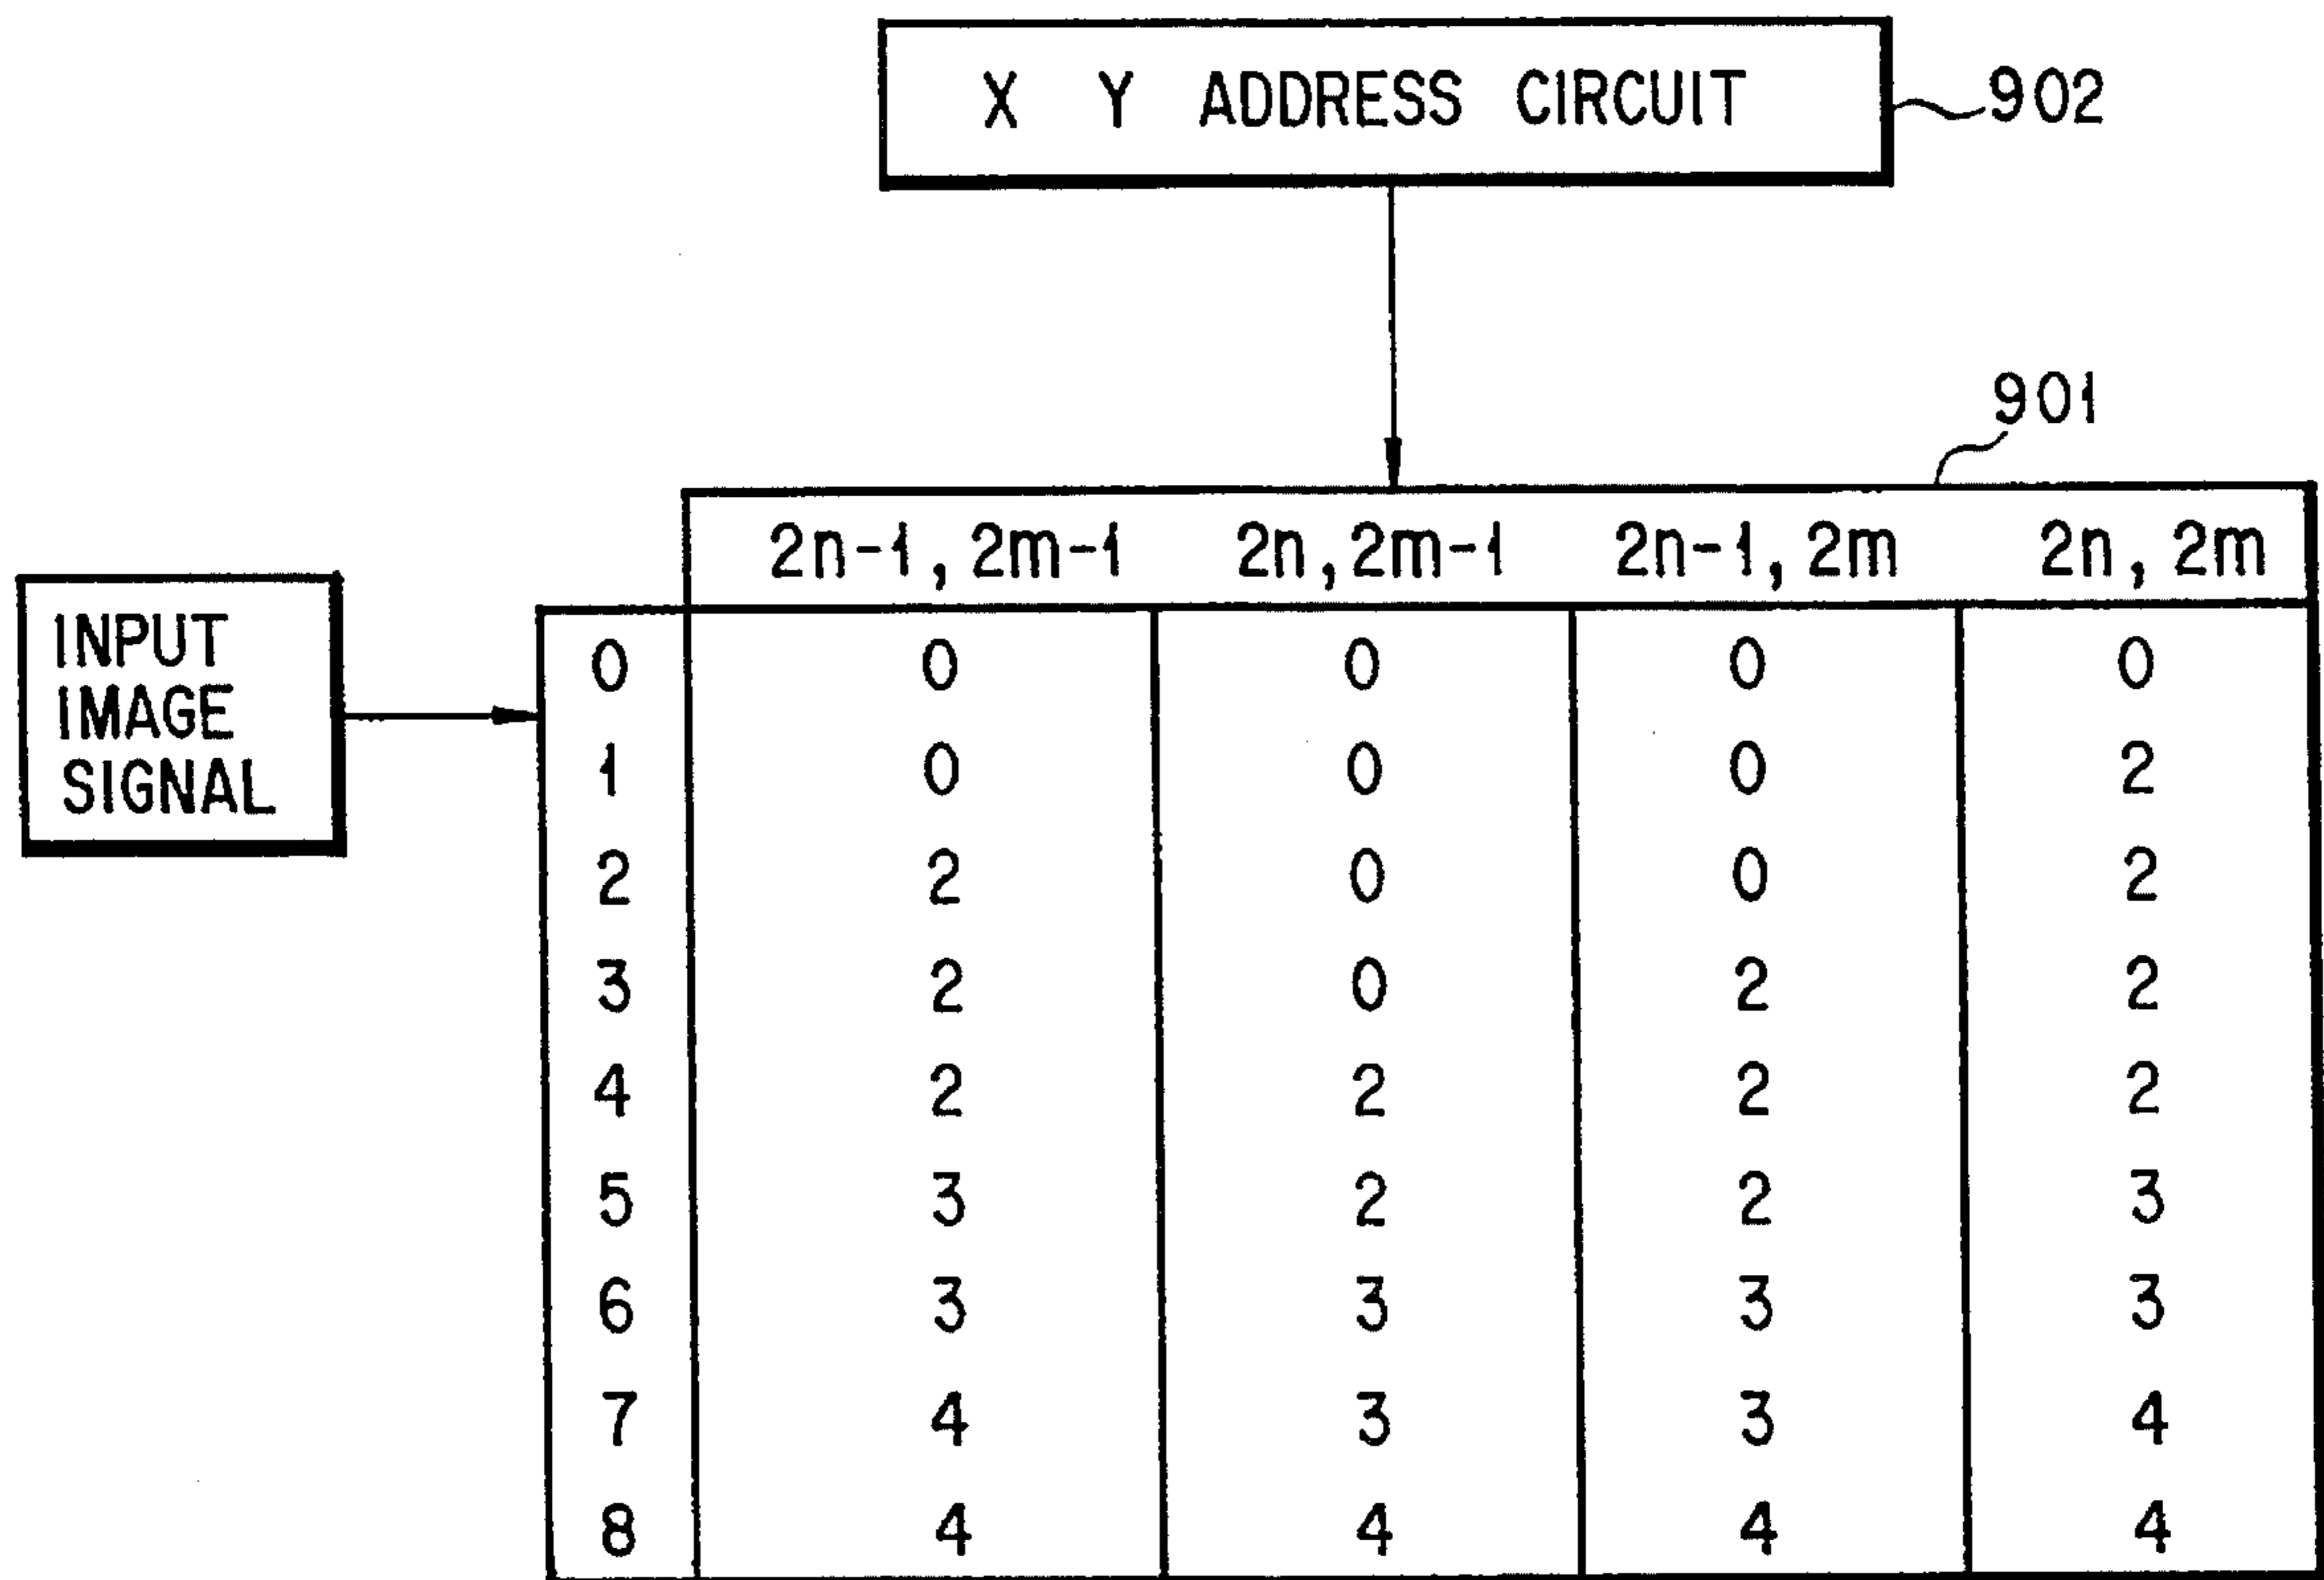 X Y ADDRESS CIRCUIT
902
901
2n-1, 2m-1 2n, 2m-1 2n-1, 2m 2n, 2m
INPUT
IMAGE
SIGNAL
0 0 0 0 0
1 0 0 0 2
2 2 0 0 2
3 2 0 2 2
4 2 2 2 2
5 3 2 2 3
6 3 3 3 3
7 4 3 3 4
8 4 4 4 4